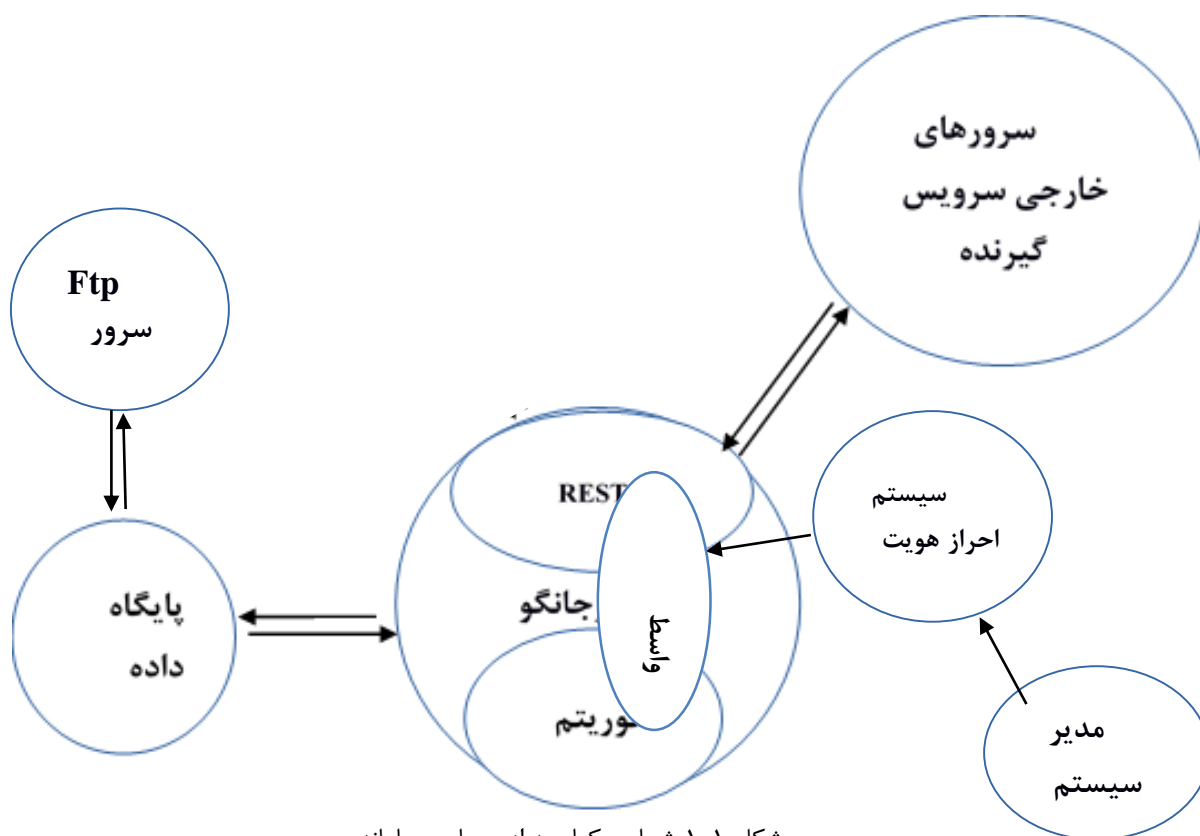 سرورهای
خارجی سرویس
گیرنده
Ftp
سرور
REST
سیستم
احراز هویت
جانگو
واسط
پایگاه
داده
وریتم
مدیر
سیستم